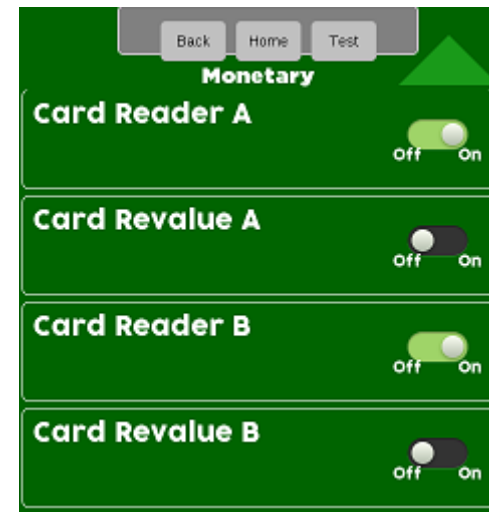 Back Home Test
Monetary
Card Reader A
Off On
Card Revalue A
Off On
Card Reader B
Off On
Card Revalue B
Off On